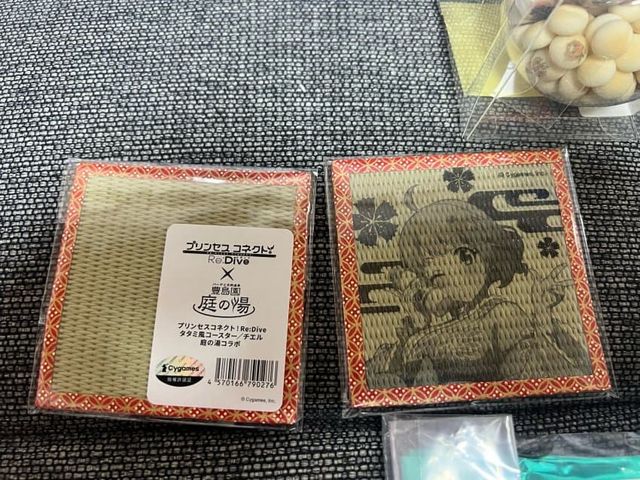 プリンセスコネクト!
Re:Dive
×
豊島園
庭の湯
プリンセスコネクト!Re:Dive
タタミ風コースター/チエル
庭の湯コラボ
Cygames
4 570166 790276
© Cygames, Inc.
© Cygames, Inc.